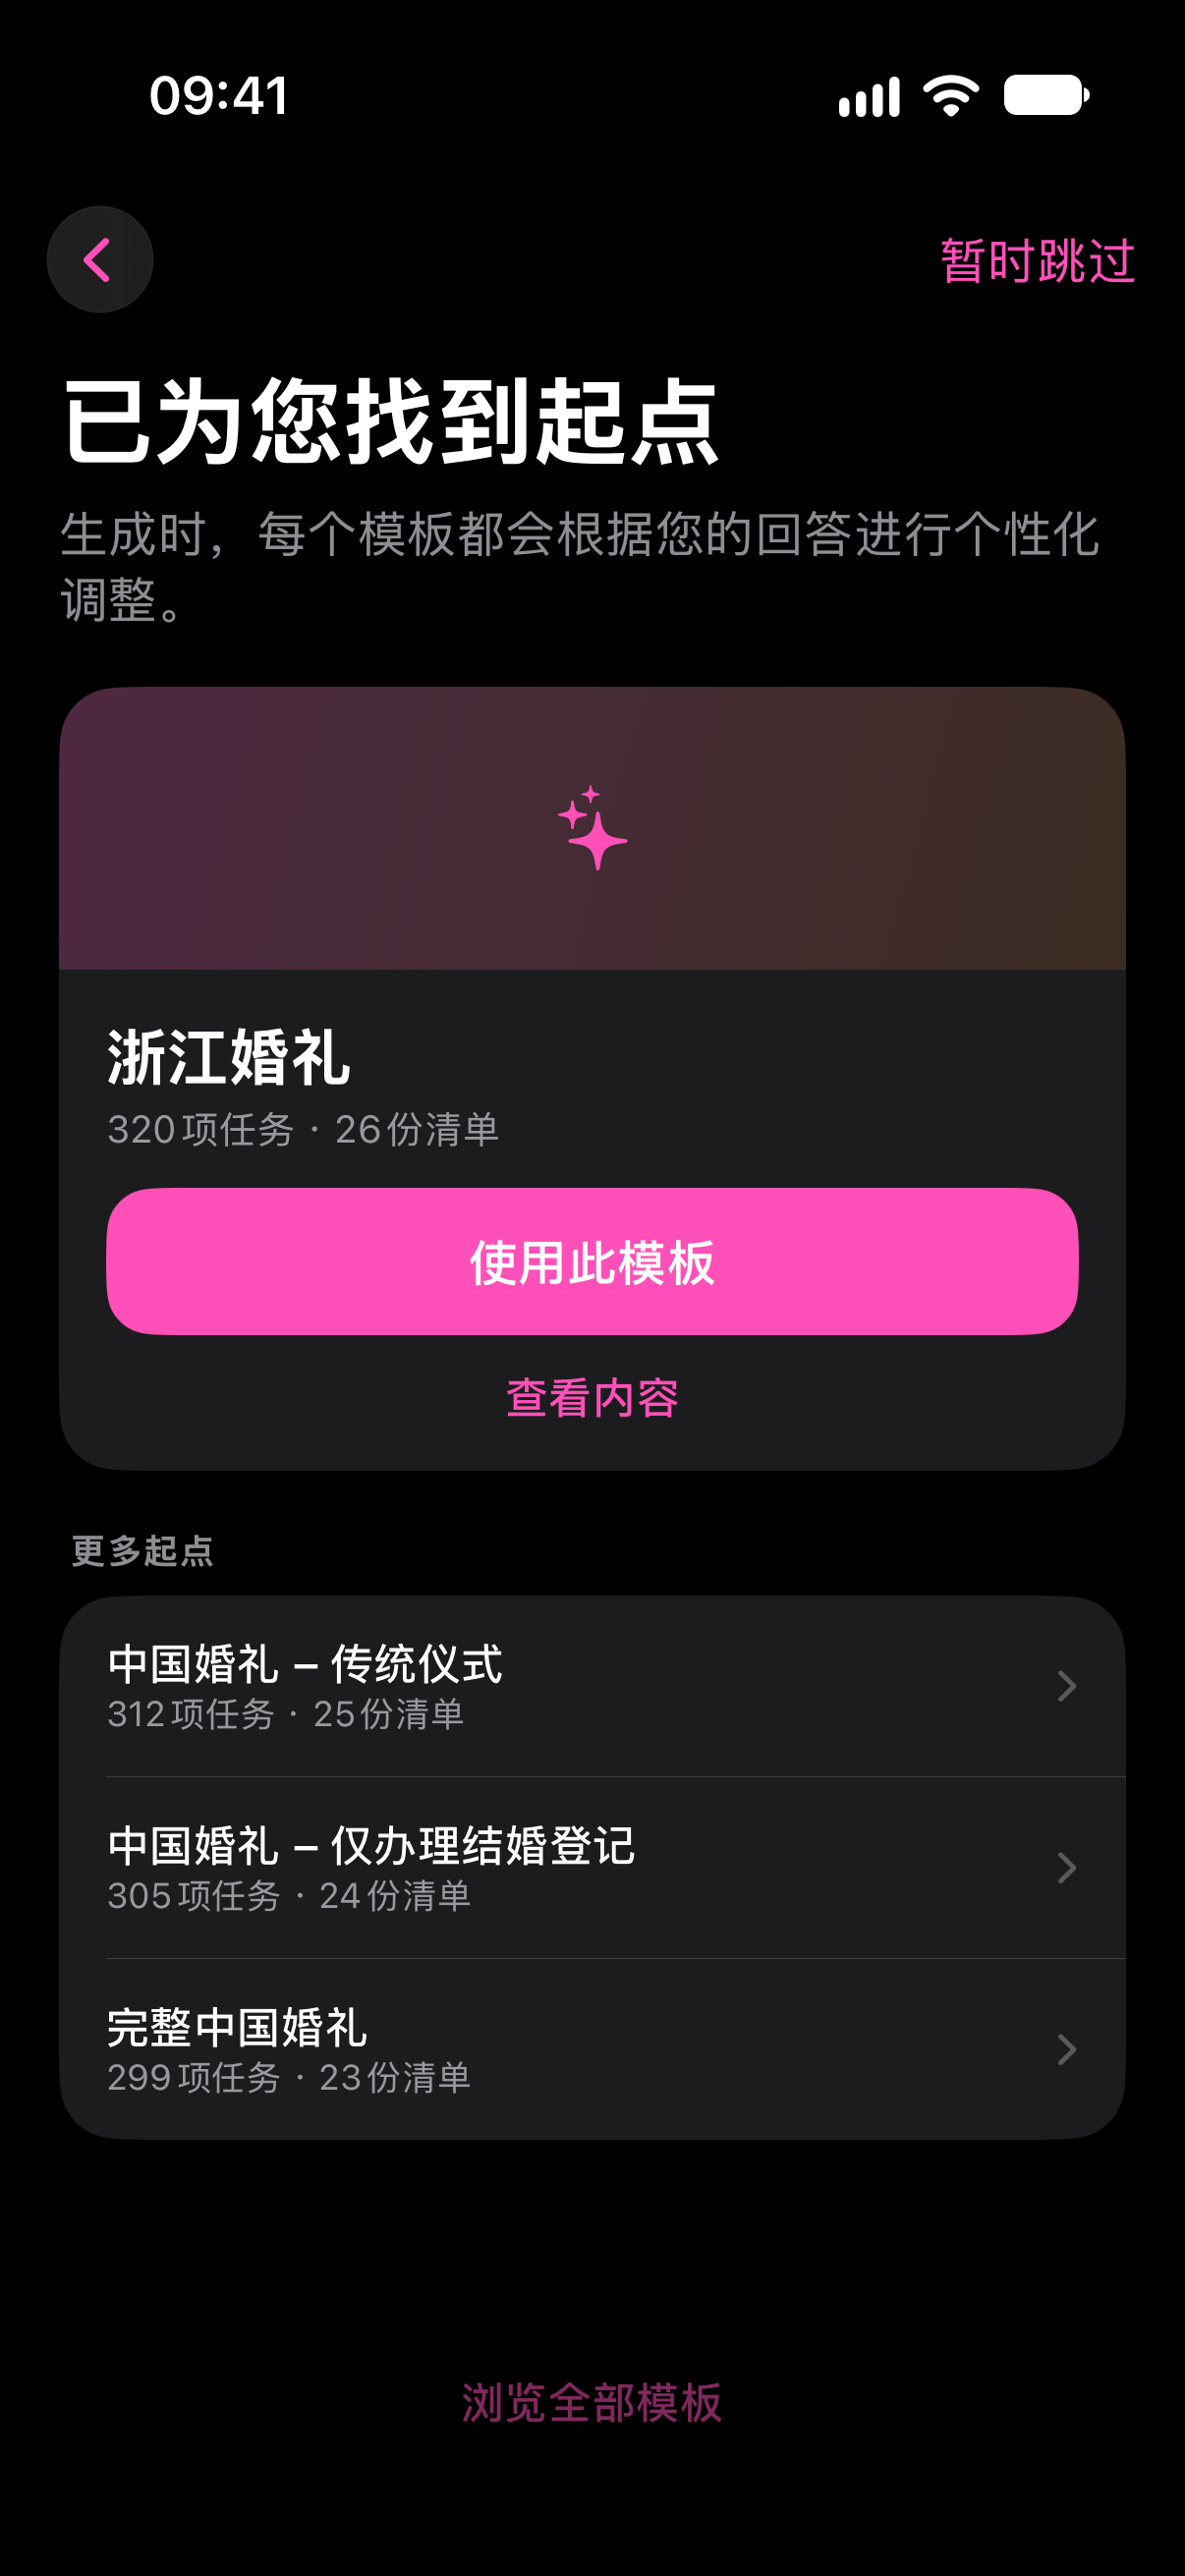 09:41
暂时跳过
已为您找到起点
生成时，每个模板都会根据您的回答进行个性化
调整。
浙江婚礼
320 项任务 · 26 份清单
使用此模板
查看内容
更多起点
中国婚礼 – 传统仪式
312 项任务 · 25 份清单
中国婚礼 – 仅办理结婚登记
305 项任务 · 24 份清单
完整中国婚礼
299 项任务 · 23 份清单
浏览全部模板